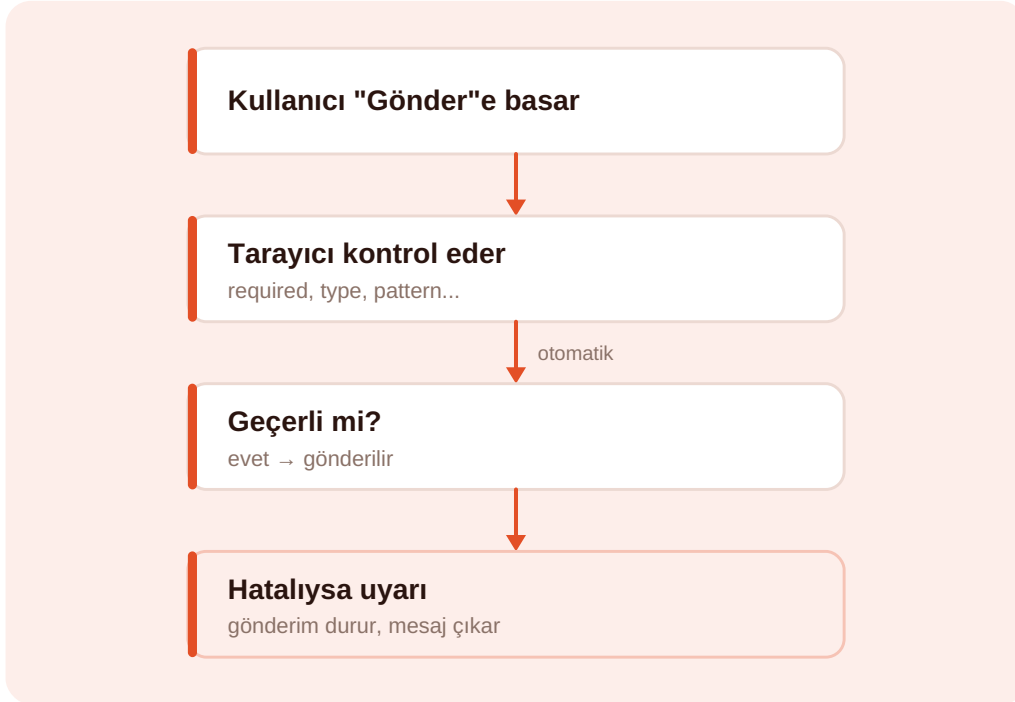 Kullanıcı "Gönder"e basar
Tarayıcı kontrol eder
required, type, pattern...
otomatik
Geçerli mi?
evet → gönderilir
Hatalıysa uyarı
gönderim durur, mesaj çıkar